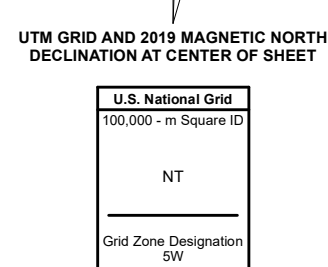 UTM GRID AND 2019 MAGNETIC NORTH
DECLINATION AT CENTER OF SHEET
U.S. National Grid
100,000 - m Square ID
NT
Grid Zone Designation
5W